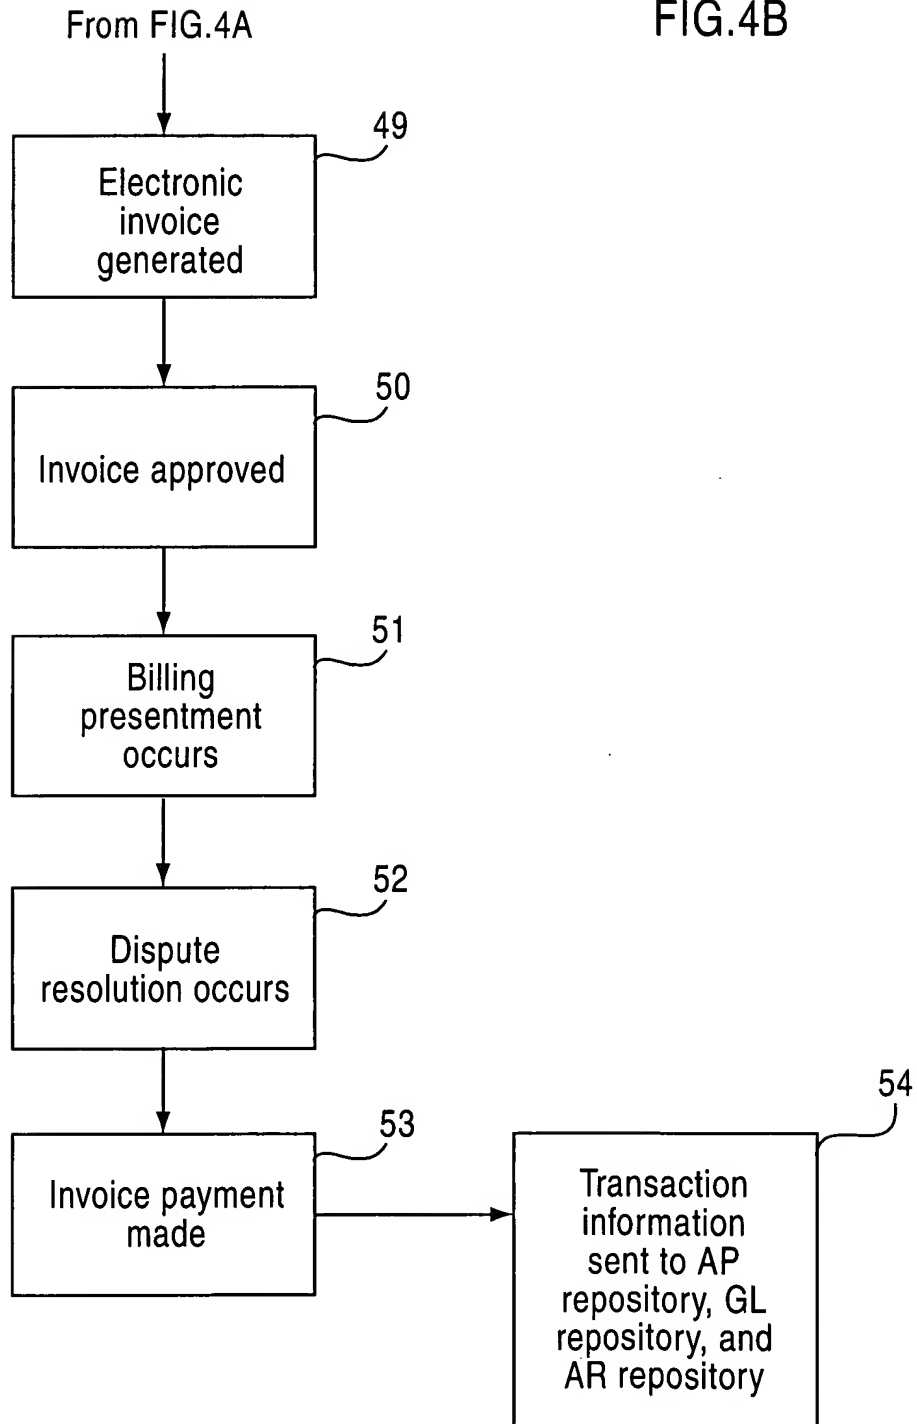 From FIG.4A
FIG.4B
49
Electronic
invoice
generated
50
Invoice approved
51
Billing
presentment
occurs
52
Dispute
resolution occurs
53
Invoice payment
made
54
Transaction
information
sent to AP
repository, GL
repository, and
AR repository